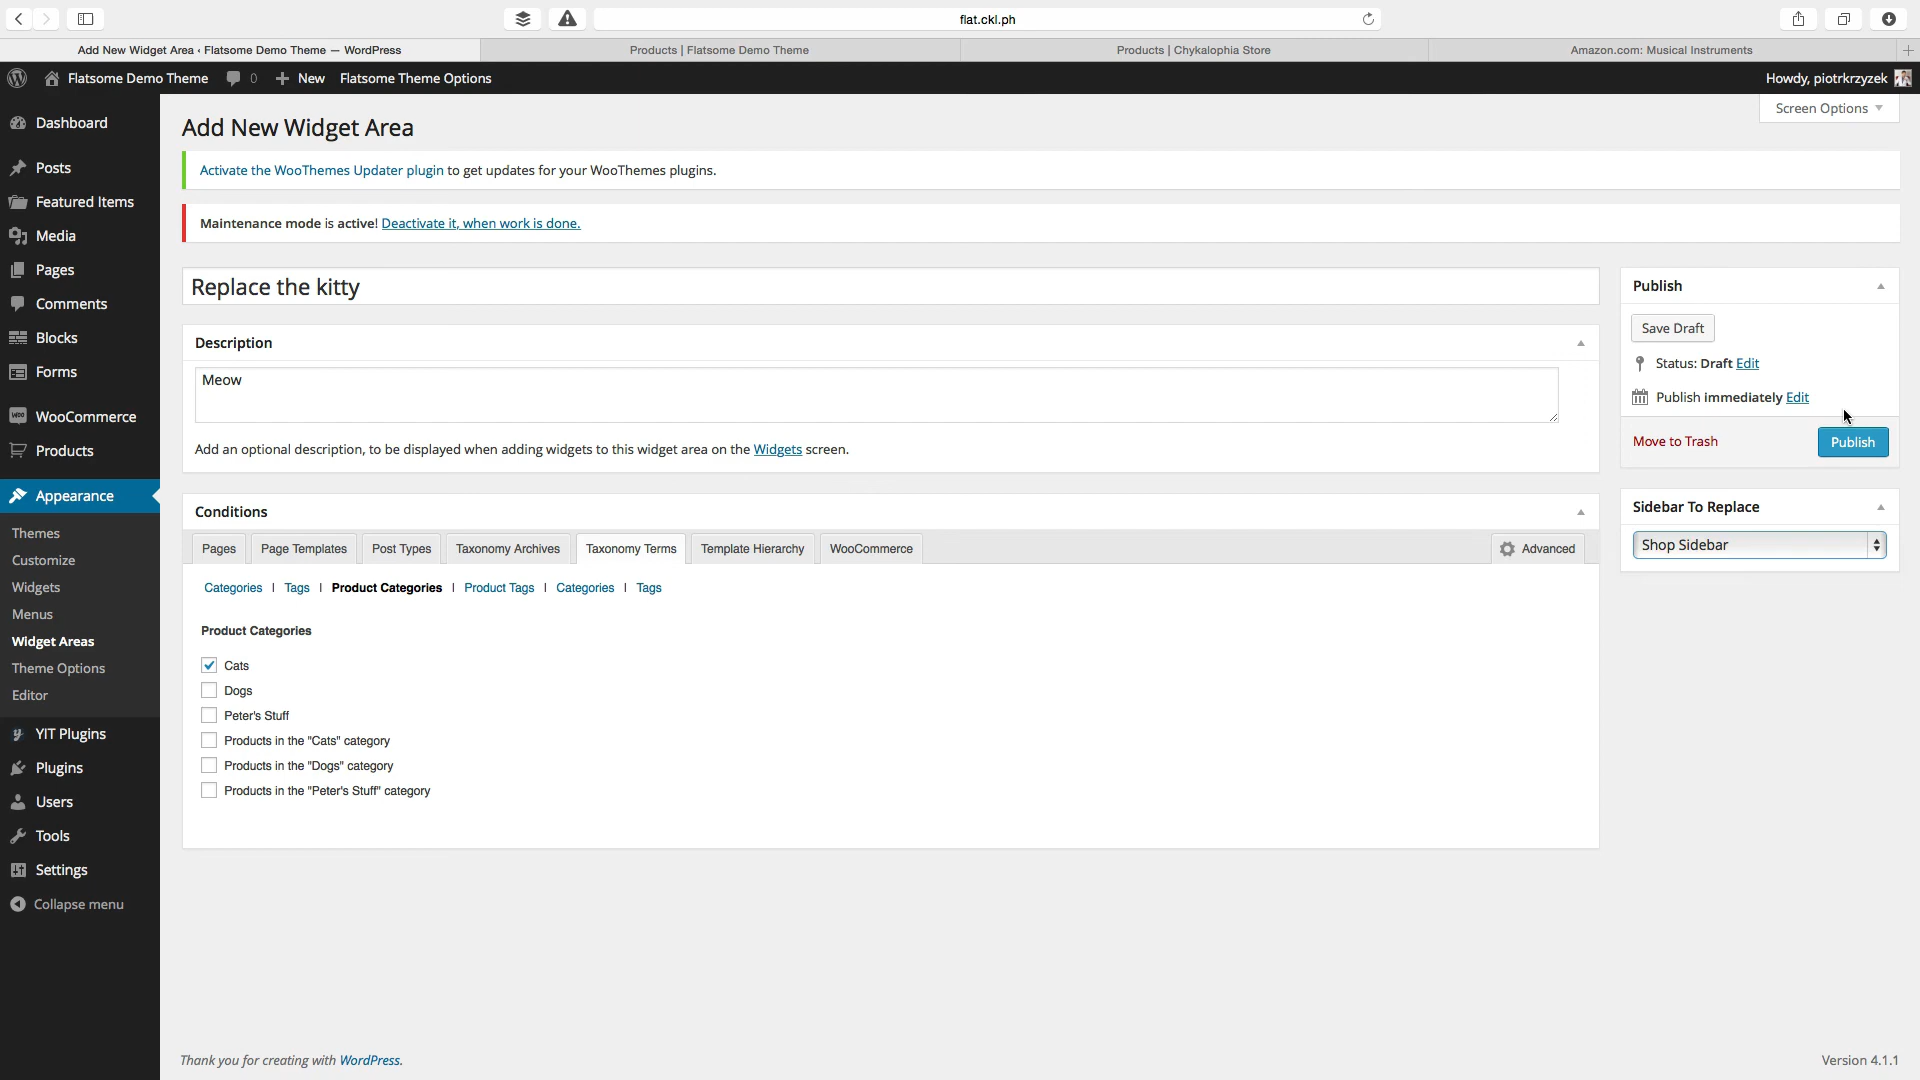 flat.ckl.ph
Add New Widget Area ‹ Flatsome Demo Theme — WordPress
Products | Flatsome Demo Theme
Products | Chykalophia Store
Amazon.com: Musical Instruments
Flatsome Demo Theme
0
New
Flatsome Theme Options
Howdy, piotrkrzyzek
Screen Options
Dashboard
Posts
Featured Items
Media
Pages
Comments
Blocks
Forms
WooCommerce
Products
Appearance
Themes
Customize
Widgets
Menus
Widget Areas
Theme Options
Editor
YIT Plugins
Plugins
Users
Tools
Settings
Collapse menu
Add New Widget Area
Activate the WooThemes Updater plugin to get updates for your WooThemes plugins.
Maintenance mode is active! Deactivate it, when work is done.
Replace the kitty
Description
Meow
Add an optional description, to be displayed when adding widgets to this widget area on the Widgets screen.
Conditions
Pages
Page Templates
Post Types
Taxonomy Archives
Taxonomy Terms
Template Hierarchy
WooCommerce
Advanced
Categories | Tags | Product Categories | Product Tags | Categories | Tags
Product Categories
Cats
Dogs
Peter's Stuff
Products in the "Cats" category
Products in the "Dogs" category
Products in the "Peter's Stuff" category
Publish
Save Draft
Status: Draft Edit
Publish immediately Edit
Move to Trash
Publish
Sidebar To Replace
Shop Sidebar
Thank you for creating with WordPress.
Version 4.1.1